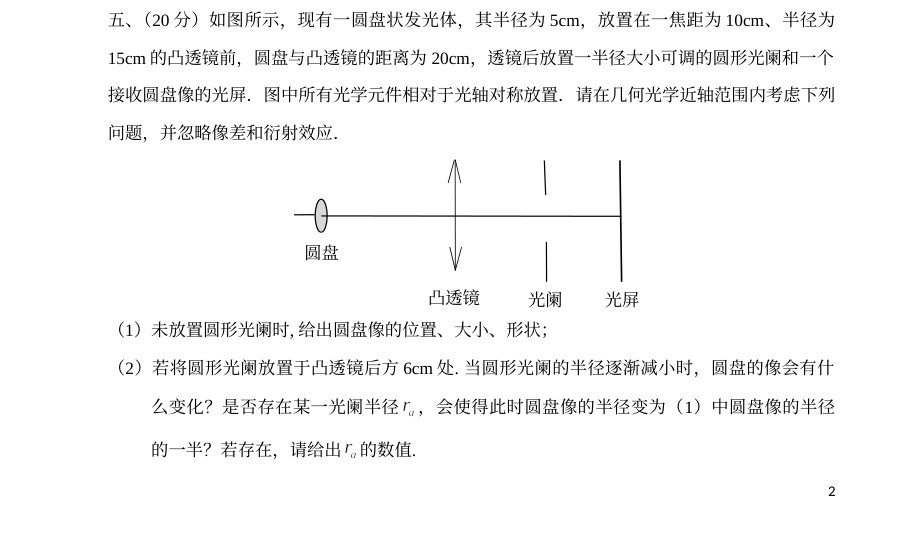 五、（20 分）如图所示，现有一圆盘状发光体，其半径为 5cm，放置在一焦距为 10cm、半径为
15cm 的凸透镜前，圆盘与凸透镜的距离为 20cm，透镜后放置一半径大小可调的圆形光阑和一个
接收圆盘像的光屏．图中所有光学元件相对于光轴对称放置．请在几何光学近轴范围内考虑下列
问题，并忽略像差和衍射效应．
圆盘
凸透镜
光阑
光屏
（1）未放置圆形光阑时, 给出圆盘像的位置、大小、形状；
（2）若将圆形光阑放置于凸透镜后方 6cm 处. 当圆形光阑的半径逐渐减小时，圆盘的像会有什
么变化？是否存在某一光阑半径 rₐ，会使得此时圆盘像的半径变为（1）中圆盘像的半径
的一半？若存在，请给出 rₐ 的数值.
2